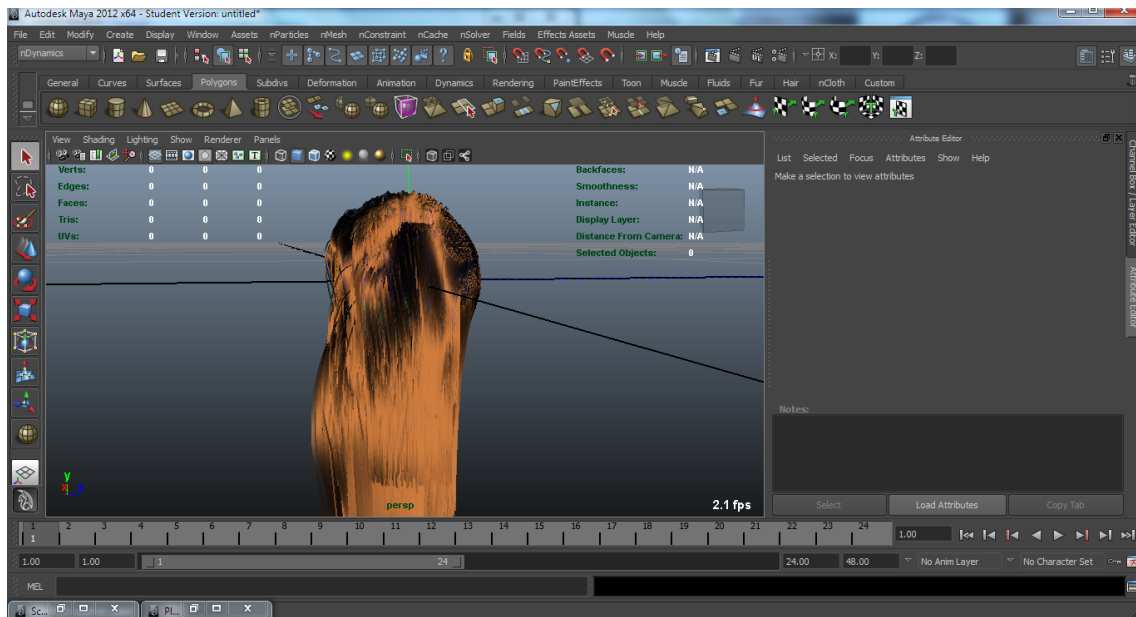 Autodesk Maya 2012 x64 - Student Version: untitled*
File Edit Modify Create Display Window Assets nParticles nMesh nConstraint nCache nSolver Fields Effects Assets Muscle Help
nDynamics X: Y: Z:
General Curves Surfaces Polygons Subdivs Deformation Animation Dynamics Rendering PaintEffects Toon Muscle Fluids Fur Hair nCloth Custom
View Shading Lighting Show Renderer Panels
Attribute Editor
List Selected Focus Attributes Show Help
Make a selection to view attributes
Verts: 0 0 0 Backfaces: N/A
Edges: 0 0 0 Smoothness: N/A
Faces: 0 0 0 Instance: N/A
Tris: 0 0 0 Display Layer: N/A
UVs: 0 0 0 Distance From Camera: N/A
Selected Objects: 0
Channel Box / Layer Editor
Attribute Editor
Notes:
y
x z
persp
2.1 fps
Select Load Attributes Copy Tab
1 2 3 4 5 6 7 8 9 10 11 12 13 14 15 16 17 18 19 20 21 22 23 24
1 1.00
1.00 1.00 1 24 24.00 48.00 No Anim Layer No Character Set
MEL
Sc... Pl...